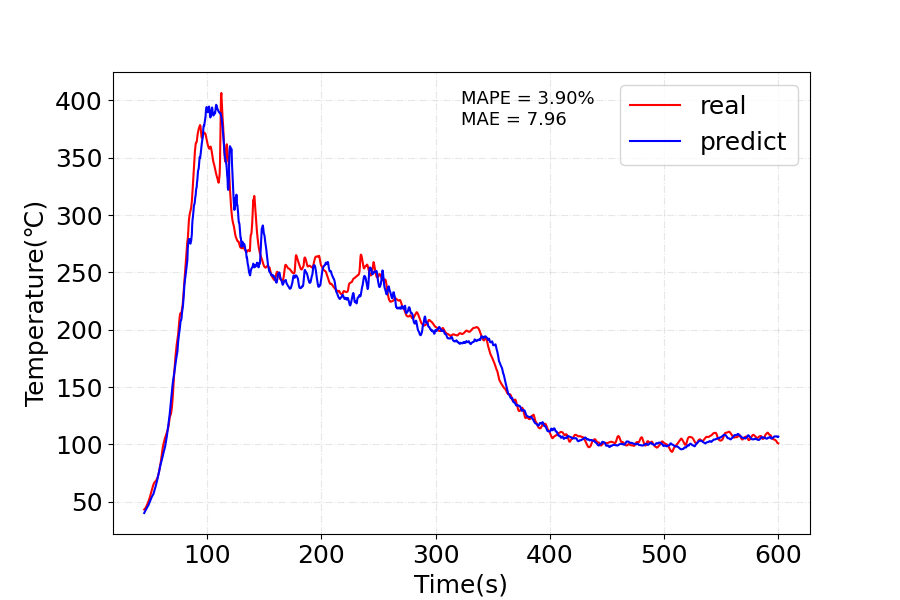 MAPE = 3.90%
MAE = 7.96
real
predict
400
350
300
250
200
150
100
50
Temperature(℃)
100
200
300
400
500
600
Time(s)